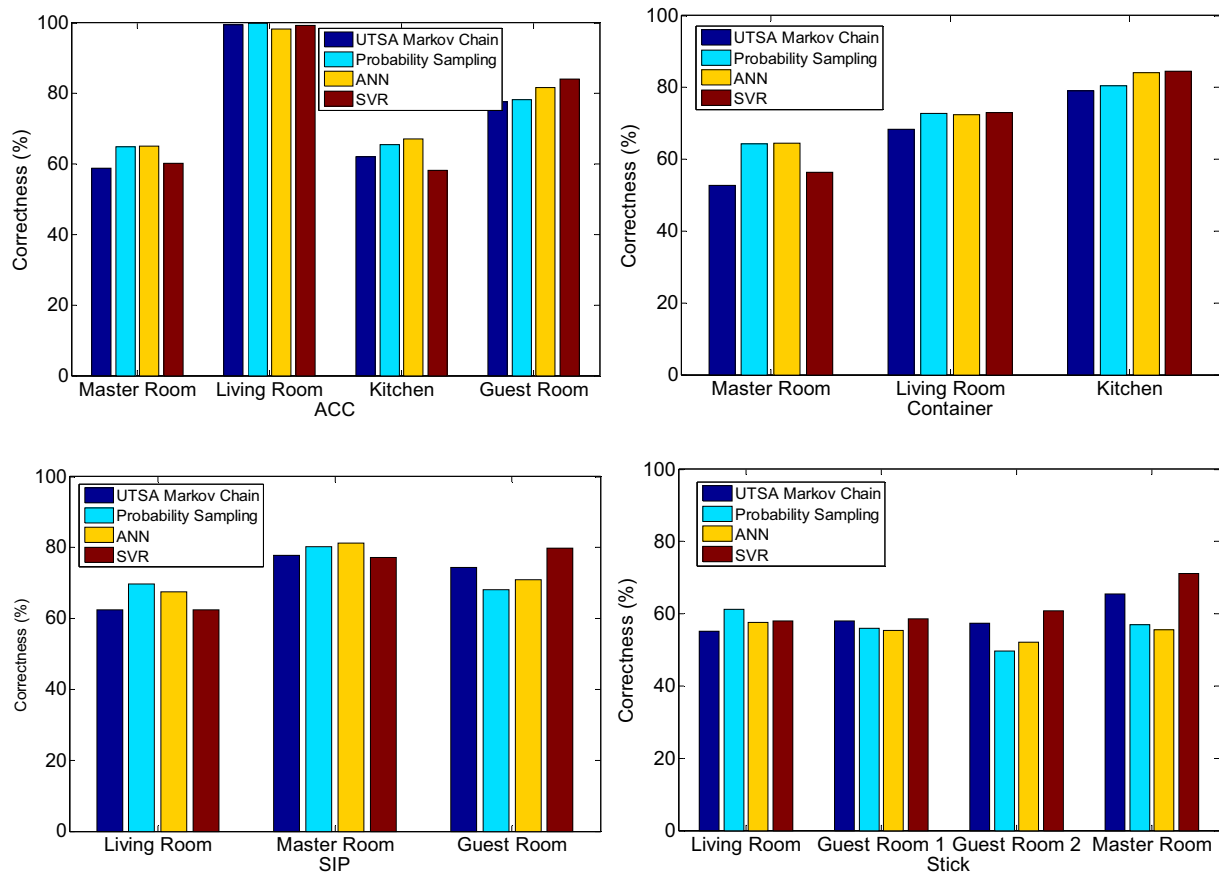 100
80
60
40
20
0
Correctness (%)
UTSA Markov Chain
Probability Sampling
ANN
SVR
Master Room Living Room Kitchen Guest Room
ACC
100
80
60
40
20
0
Correctness (%)
UTSA Markov Chain
Probability Sampling
ANN
SVR
Master Room Living Room Kitchen
Container
100
80
60
40
20
0
Correctness (%)
UTSA Markov Chain
Probability Sampling
ANN
SVR
Living Room Master Room Guest Room
SIP
100
80
60
40
20
0
Correctness (%)
UTSA Markov Chain
Probability Sampling
ANN
SVR
Living Room Guest Room 1 Guest Room 2 Master Room
Stick